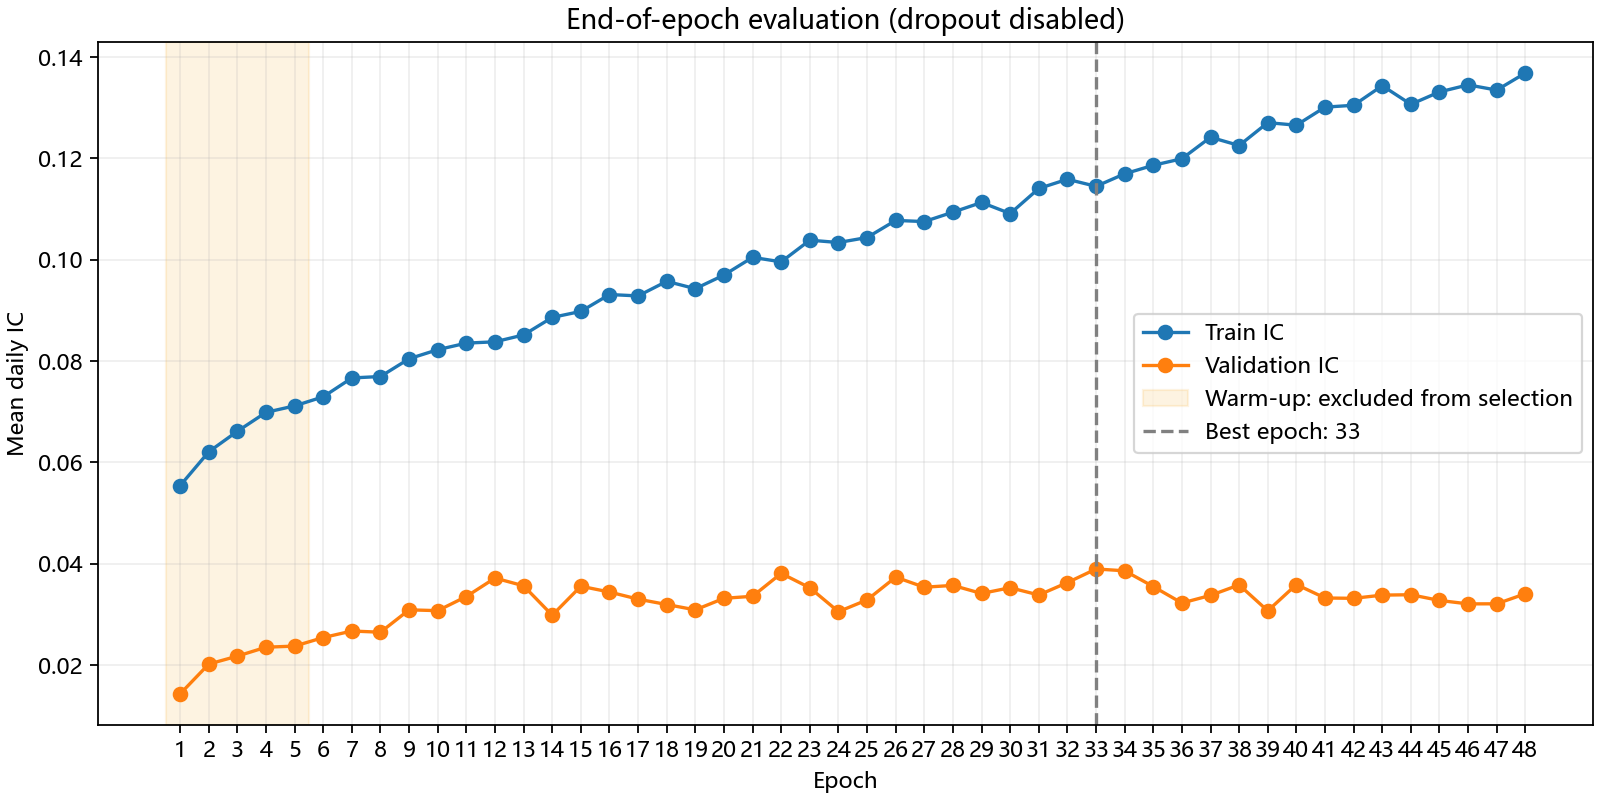 End-of-epoch evaluation (dropout disabled)
Mean daily IC
0.14
0.12
0.10
0.08
0.06
0.04
0.02
Train IC
Validation IC
Warm-up: excluded from selection
Best epoch: 33
1 2 3 4 5 6 7 8 9 10 11 12 13 14 15 16 17 18 19 20 21 22 23 24 25 26 27 28 29 30 31 32 33 34 35 36 37 38 39 40 41 42 43 44 45 46 47 48
Epoch